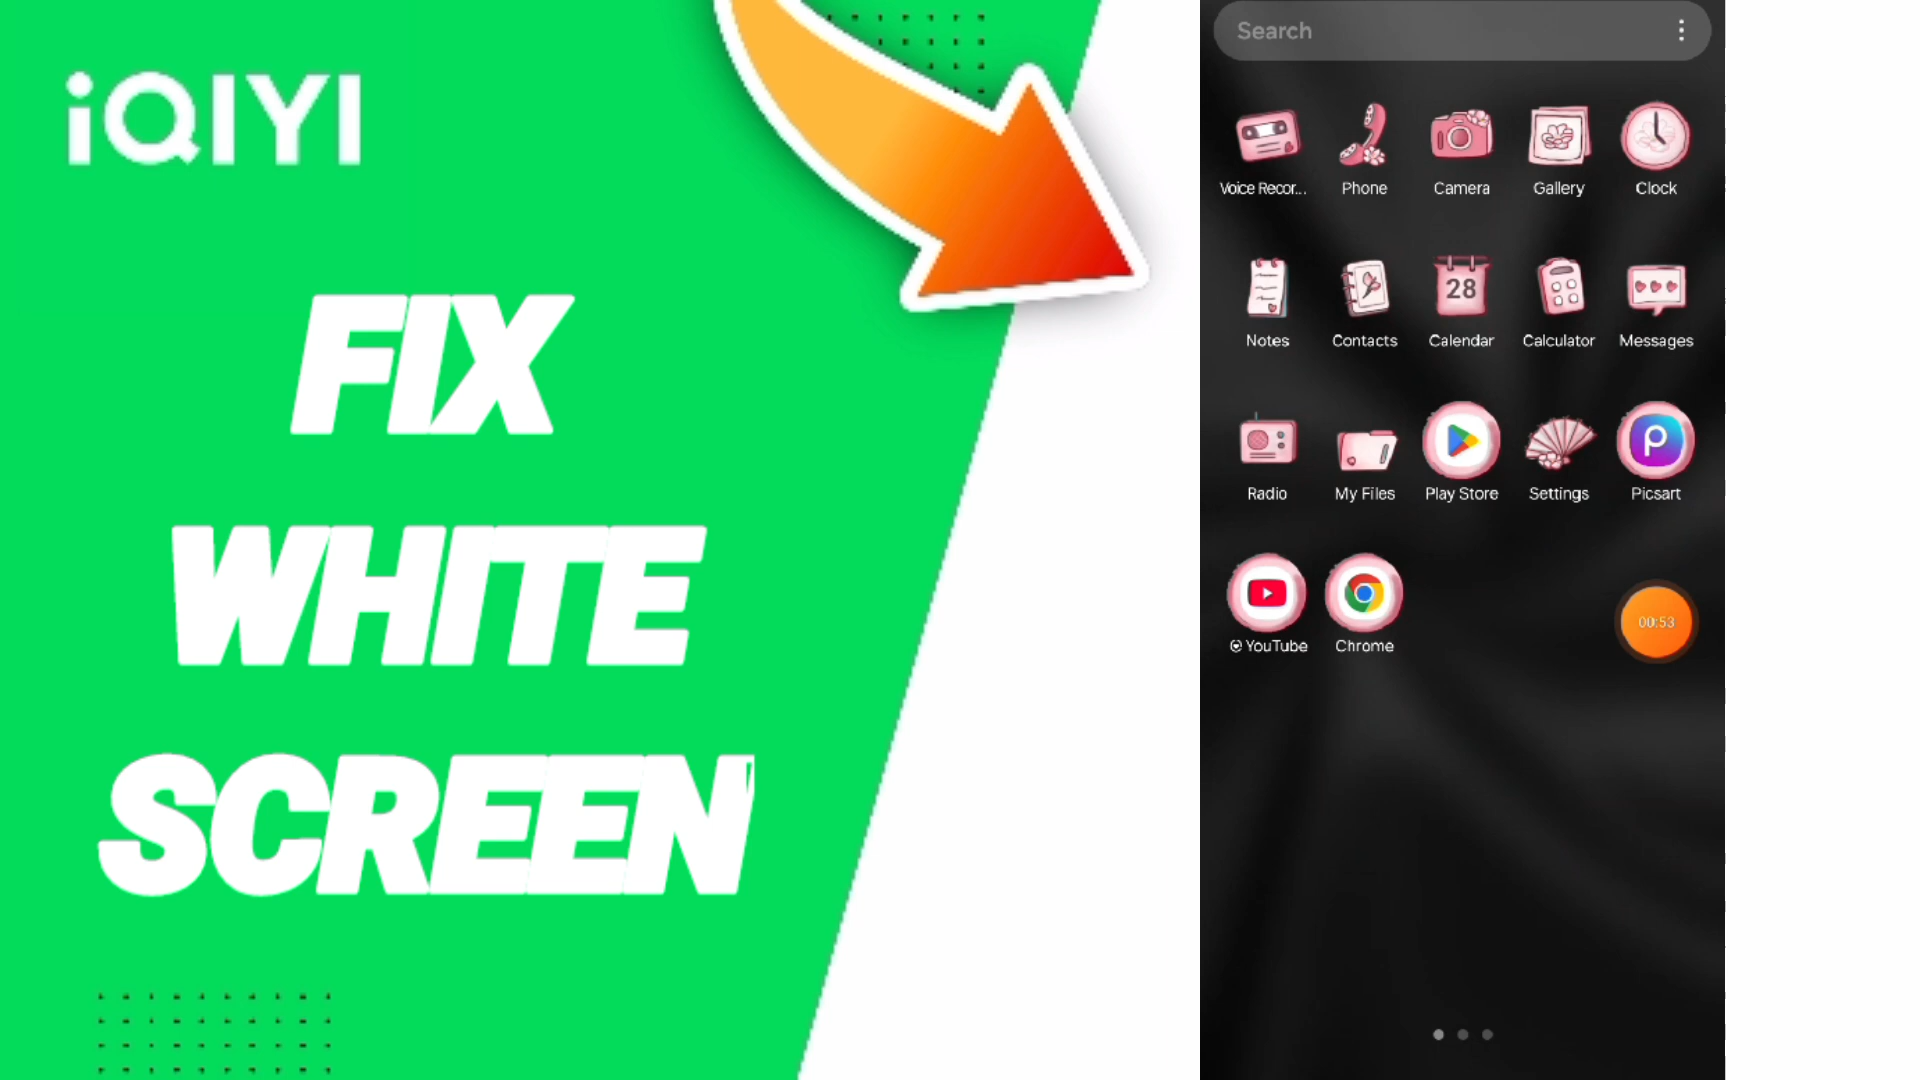 iQIYI
FIX
WHITE
SCREEN
Search
Voice Recor... Phone Camera Gallery Clock
28
Notes Contacts Calendar Calculator Messages
Radio My Files Play Store Settings Picsart
YouTube Chrome
00:53